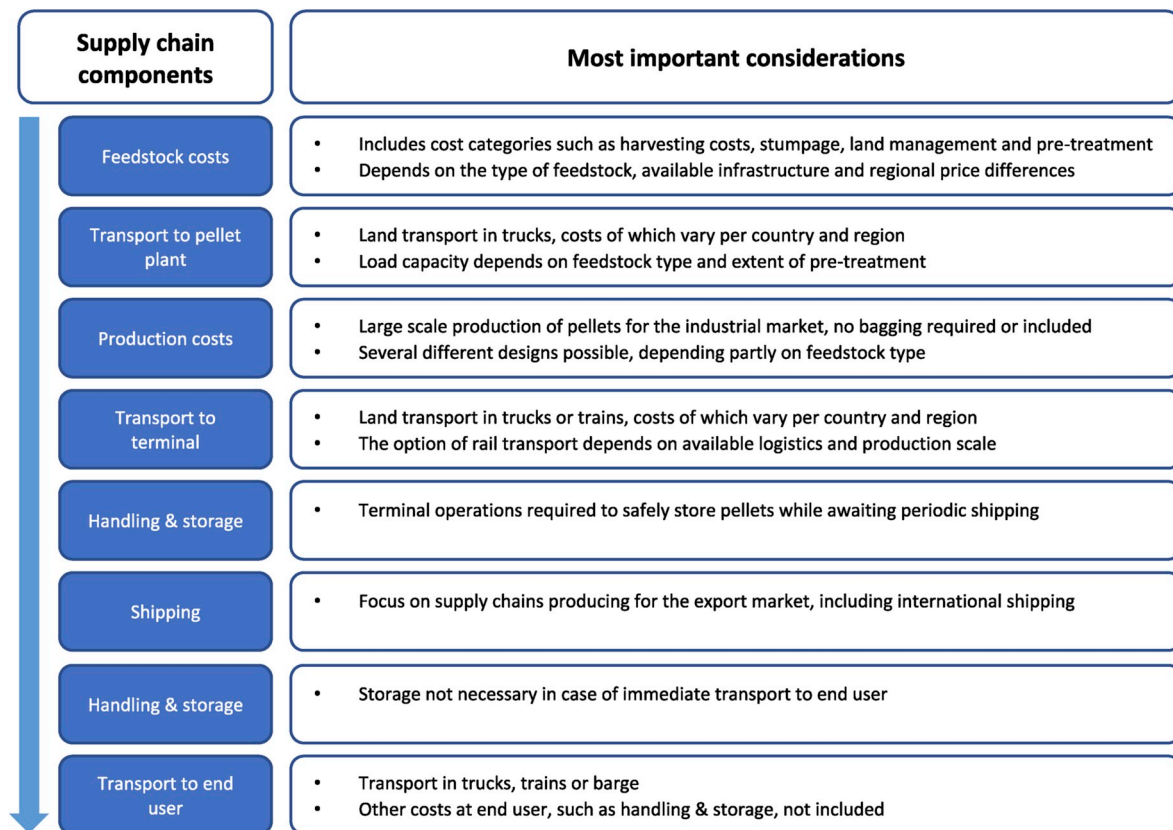 Supply chain
components
Most important considerations
Feedstock costs
• Includes cost categories such as harvesting costs, stumpage, land management and pre-treatment
• Depends on the type of feedstock, available infrastructure and regional price differences
Transport to pellet
plant
• Land transport in trucks, costs of which vary per country and region
• Load capacity depends on feedstock type and extent of pre-treatment
Production costs
• Large scale production of pellets for the industrial market, no bagging required or included
• Several different designs possible, depending partly on feedstock type
Transport to
terminal
• Land transport in trucks or trains, costs of which vary per country and region
• The option of rail transport depends on available logistics and production scale
Handling & storage
• Terminal operations required to safely store pellets while awaiting periodic shipping
Shipping
• Focus on supply chains producing for the export market, including international shipping
Handling & storage
• Storage not necessary in case of immediate transport to end user
Transport to end
user
• Transport in trucks, trains or barge
• Other costs at end user, such as handling & storage, not included